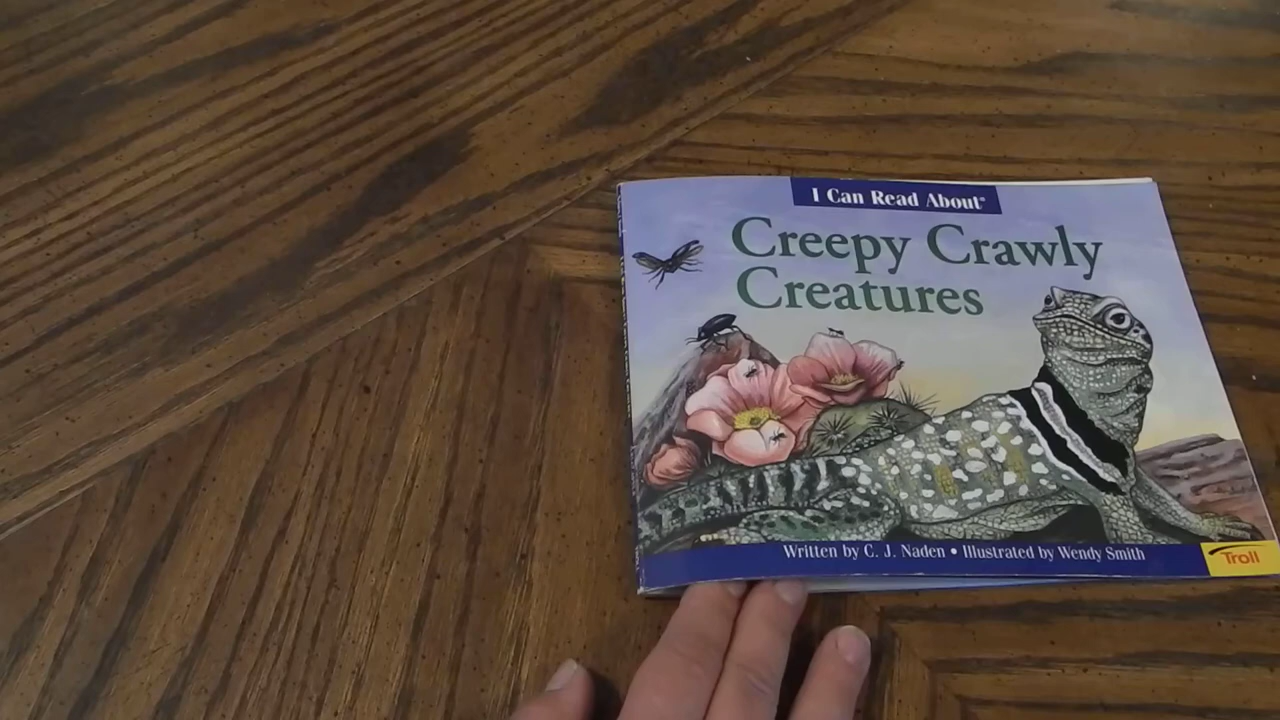 I Can Read About®
Creepy Crawly
Creatures
Written by C. J. Naden • Illustrated by Wendy Smith
Troll